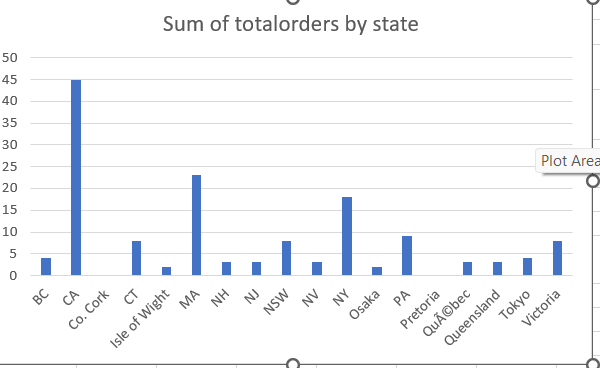 Sum of totalorders by state
50
45
40
35
30
25
20
15
10
5
0
Plot Area
BC
CA
Co. Cork
CT
Isle of Wight
MA
NH
NJ
NSW
NV
NY
Osaka
PA
Pretoria
QuÃ©bec
Queensland
Tokyo
Victoria